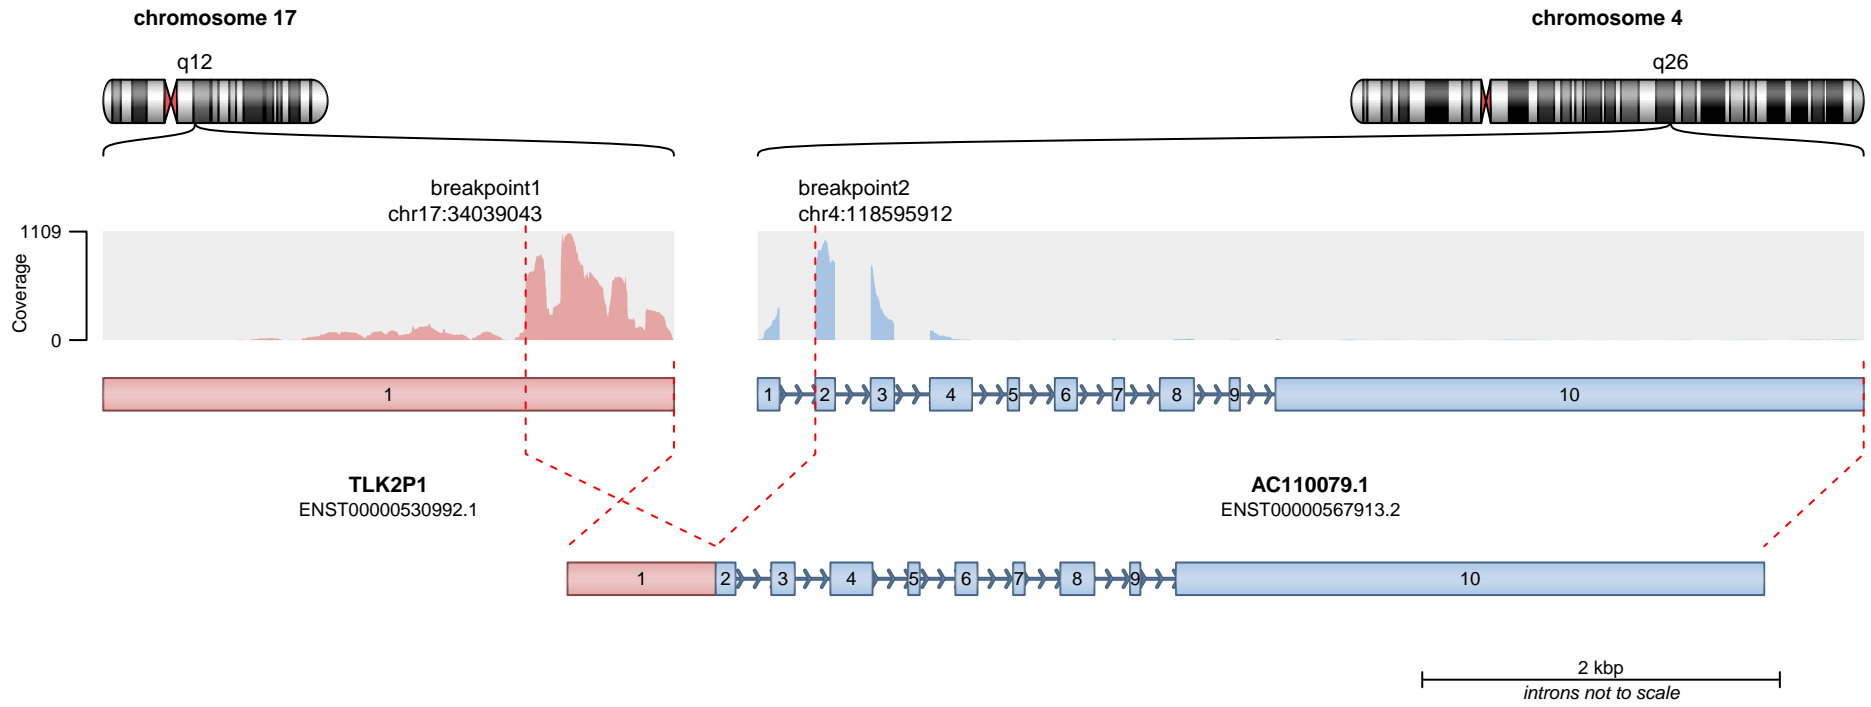 chromosome 17
chromosome 4
q12
q26
breakpoint1
chr17:34039043
breakpoint2
chr4:118595912
1109
Coverage
0
1
1 2 3 4 5 6 7 8 9 10
TLK2P1
ENST00000530992.1
AC110079.1
ENST00000567913.2
1 2 3 4 5 6 7 8 9 10
2 kbp
introns not to scale